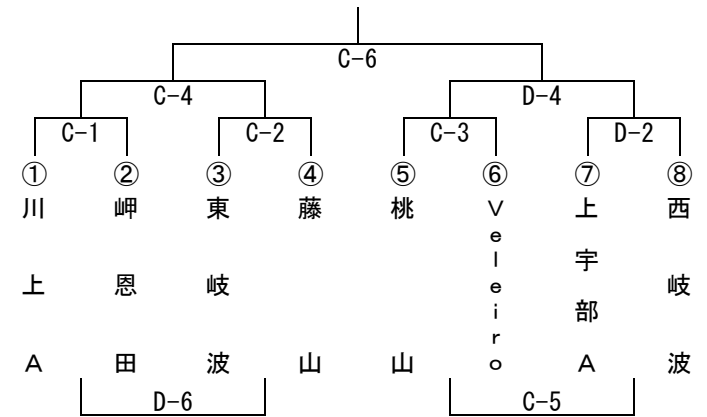 C-6
C-4 D-4
C-1 C-2 C-3 D-2
① ② ③ ④ ⑤ ⑥ ⑦ ⑧
川上A
岬恩田
東岐波
藤山
桃山
Veleiro
上宇部A
西岐波
D-6 C-5